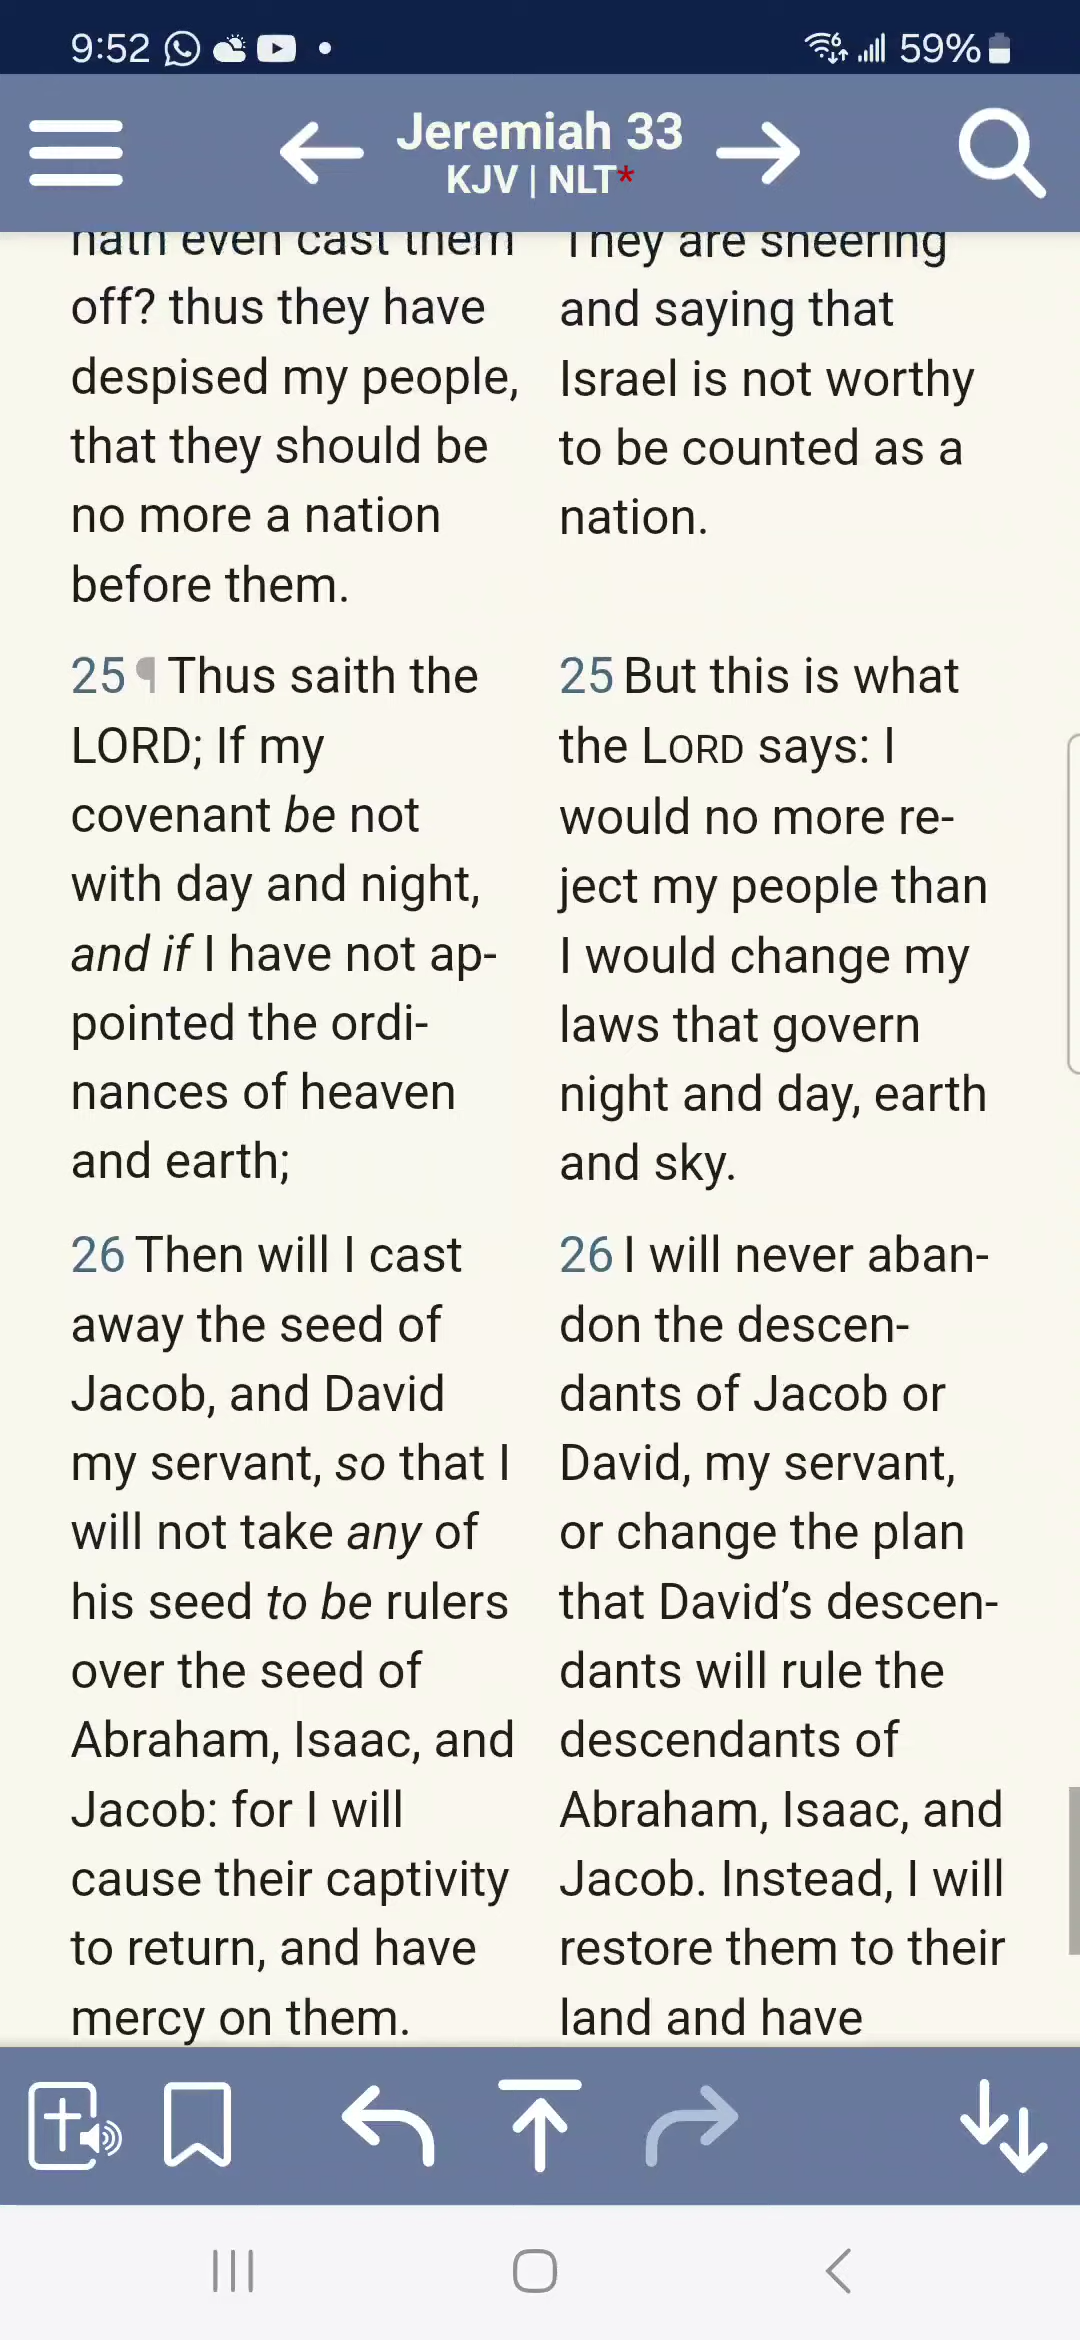 9:52
59%
Jeremiah 33
KJV | NLT*
hath even cast them
off? thus they have
despised my people,
that they should be
no more a nation
before them.
25 ¶ Thus saith the
LORD; If my
covenant be not
with day and night,
and if I have not ap-
pointed the ordi-
nances of heaven
and earth;
26 Then will I cast
away the seed of
Jacob, and David
my servant, so that I
will not take any of
his seed to be rulers
over the seed of
Abraham, Isaac, and
Jacob: for I will
cause their captivity
to return, and have
mercy on them.
They are sneering
and saying that
Israel is not worthy
to be counted as a
nation.
25 But this is what
the LORD says: I
would no more re-
ject my people than
I would change my
laws that govern
night and day, earth
and sky.
26 I will never aban-
don the descen-
dants of Jacob or
David, my servant,
or change the plan
that David’s descen-
dants will rule the
descendants of
Abraham, Isaac, and
Jacob. Instead, I will
restore them to their
land and have